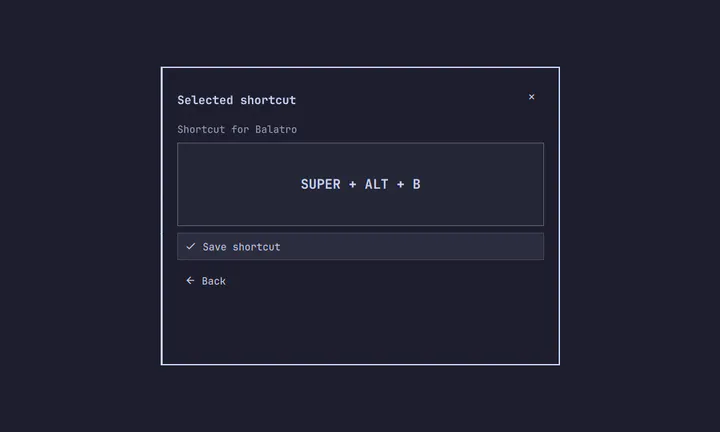 Selected shortcut
×
Shortcut for Balatro
SUPER + ALT + B
✓ Save shortcut
← Back